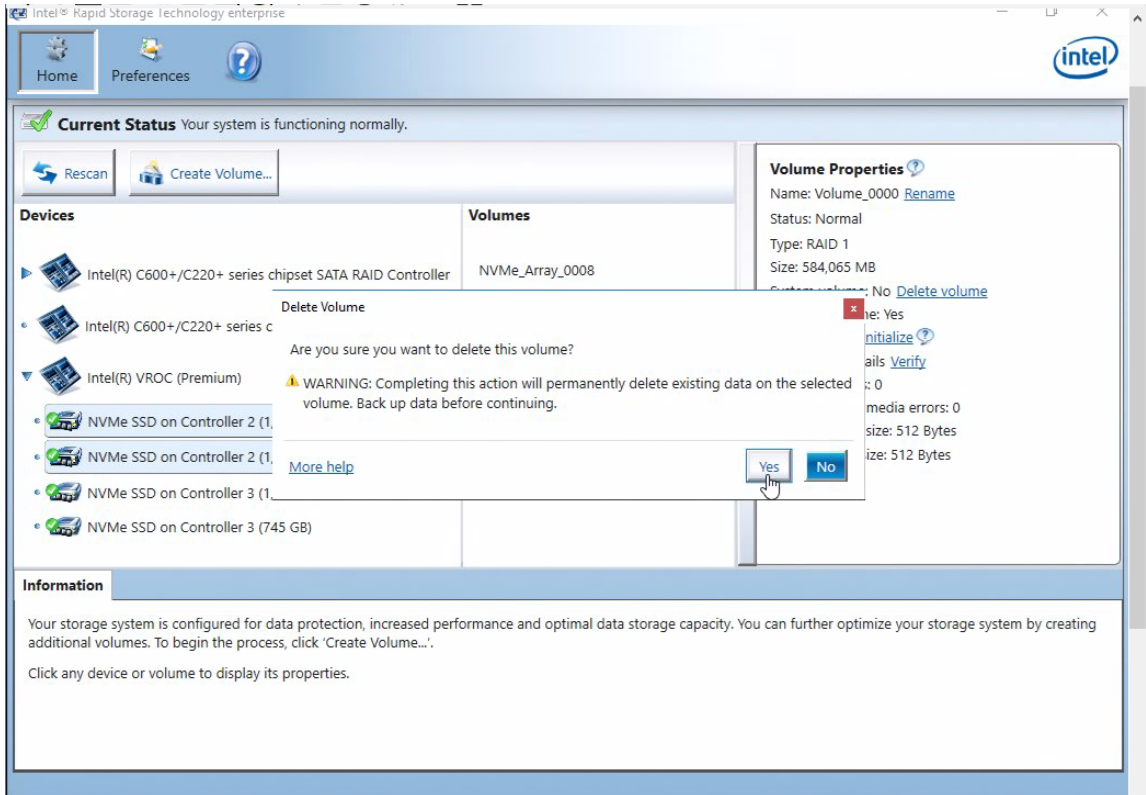 Intel® Rapid Storage Technology enterprise
Home
Preferences
intel
Current Status Your system is functioning normally.
Rescan
Create Volume...
Devices
Volumes
Intel(R) C600+/C220+ series chipset SATA RAID Controller
NVMe_Array_0008
Intel(R) C600+/C220+ series c
Intel(R) VROC (Premium)
NVMe SSD on Controller 2 (1,
NVMe SSD on Controller 2 (1,
NVMe SSD on Controller 3 (1,
NVMe SSD on Controller 3 (745 GB)
Delete Volume
x
Are you sure you want to delete this volume?
WARNING: Completing this action will permanently delete existing data on the selected
volume. Back up data before continuing.
More help
Yes
No
Volume Properties ?
Name: Volume_0000 Rename
Status: Normal
Type: RAID 1
Size: 584,065 MB
System volume: No Delete volume
ne: Yes
nitialize ?
ails Verify
s: 0
media errors: 0
size: 512 Bytes
ize: 512 Bytes
Information
Your storage system is configured for data protection, increased performance and optimal data storage capacity. You can further optimize your storage system by creating
additional volumes. To begin the process, click 'Create Volume...'.
Click any device or volume to display its properties.